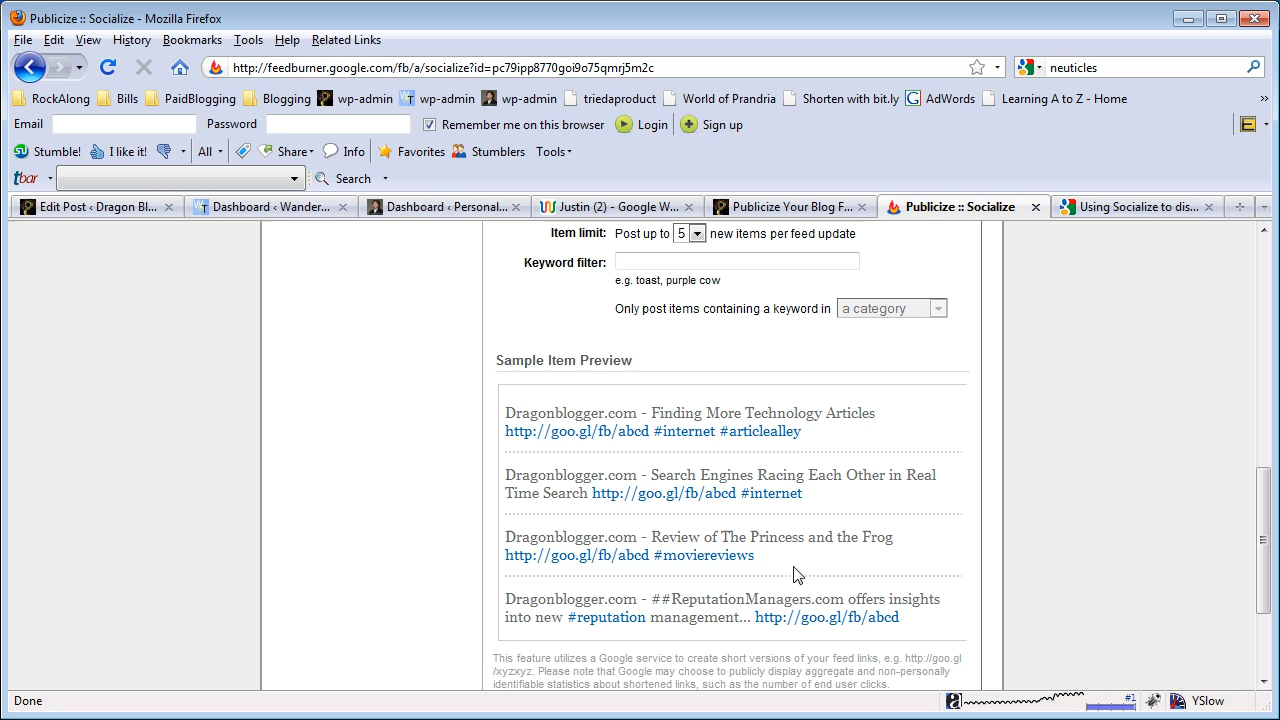 Publicize :: Socialize - Mozilla Firefox
File Edit View History Bookmarks Tools Help Related Links
http://feedburner.google.com/fb/a/socialize?id=pc79ipp8770goi9o75qmrj5m2c neuticles
RockAlong Bills PaidBlogging Blogging wp-admin wp-admin wp-admin triedaproduct World of Prandria Shorten with bit.ly AdWords Learning A to Z - Home »
Email Password Remember me on this browser Login Sign up
Stumble! I like it! All Share Info Favorites Stumblers Tools
tbar Search
Edit Post ‹ Dragon Bl... Dashboard ‹ Wander... Dashboard ‹ Personal... Justin (2) - Google W... Publicize Your Blog F... Publicize :: Socialize Using Socialize to dis...
Item limit: Post up to 5 new items per feed update
Keyword filter:
e.g. toast, purple cow
Only post items containing a keyword in a category
Sample Item Preview
Dragonblogger.com - Finding More Technology Articles
http://goo.gl/fb/abcd #internet #articlealley
Dragonblogger.com - Search Engines Racing Each Other in Real
Time Search http://goo.gl/fb/abcd #internet
Dragonblogger.com - Review of The Princess and the Frog
http://goo.gl/fb/abcd #moviereviews
Dragonblogger.com - ##ReputationManagers.com offers insights
into new #reputation management... http://goo.gl/fb/abcd
This feature utilizes a Google service to create short versions of your feed links, e.g. http://goo.gl
/xyzxyz. Please note that Google may choose to publicly display aggregate and non-personally
identifiable statistics about shortened links, such as the number of end user clicks.
Done #1 YSlow